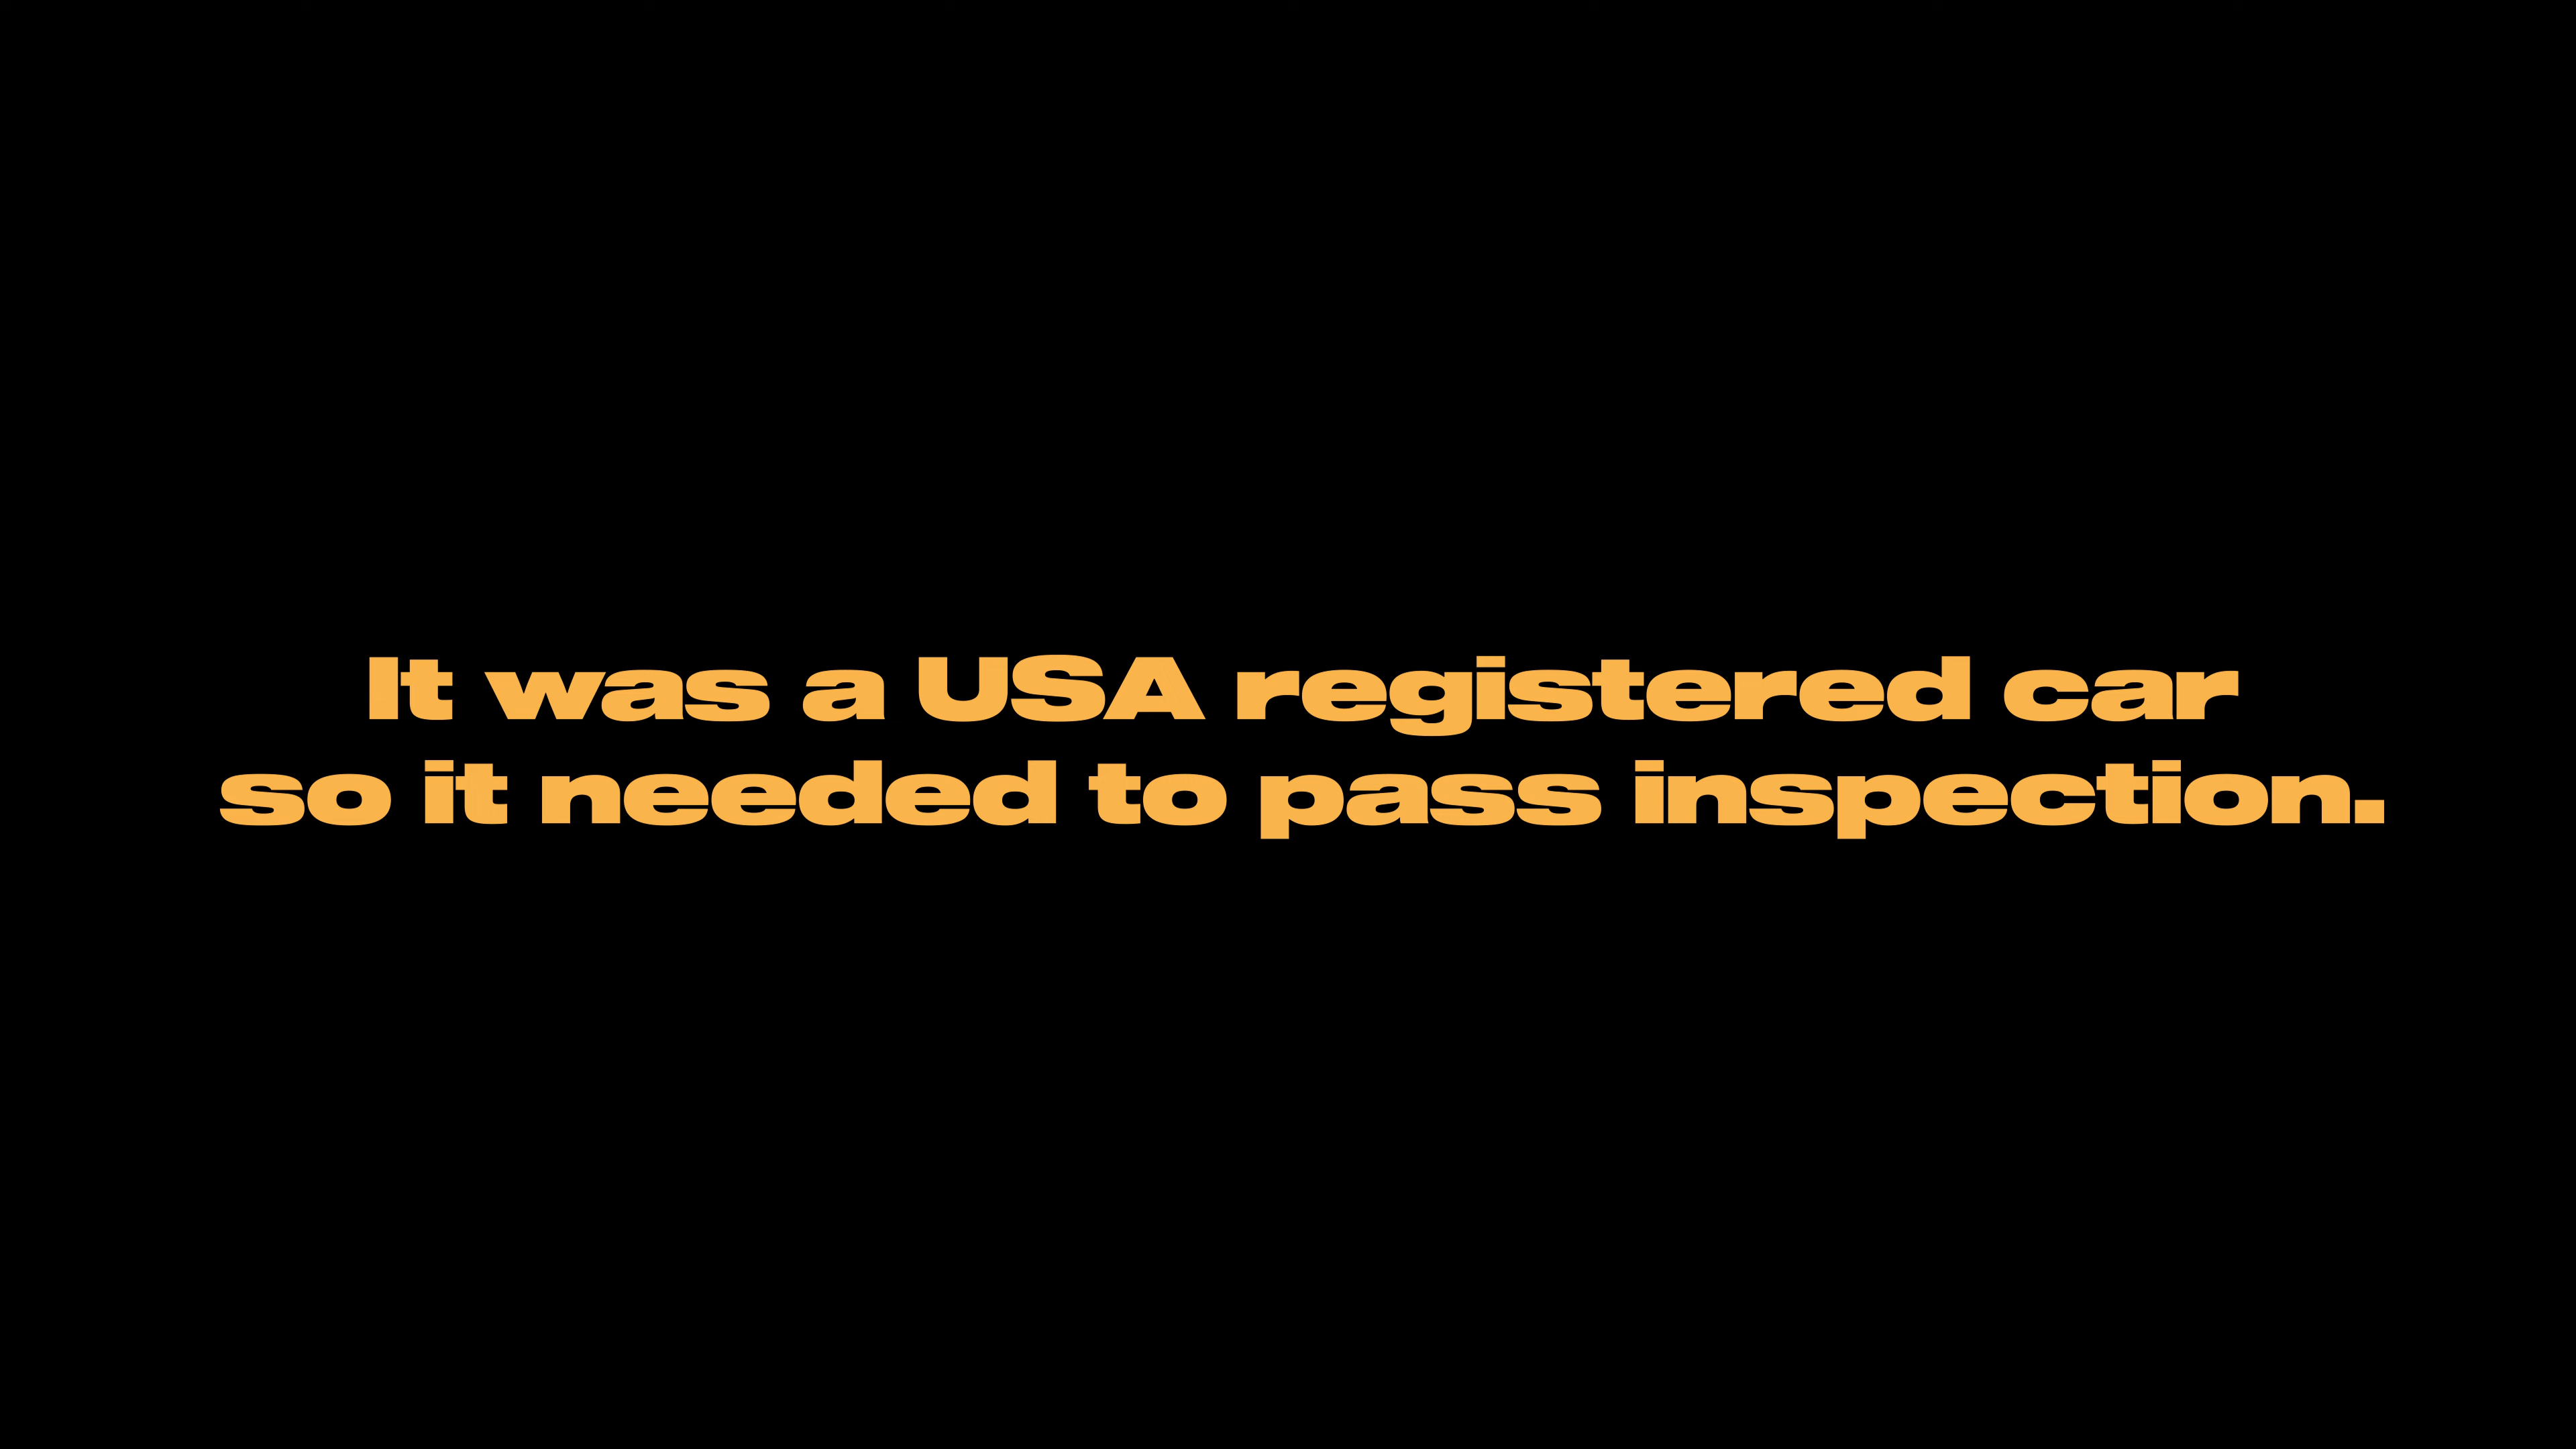 It was a USA registered car
so it needed to pass inspection.